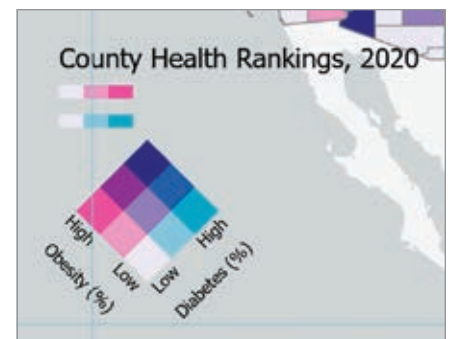 County Health Rankings, 2020
High
Low
Obesity (%)
Low
High
Diabetes (%)